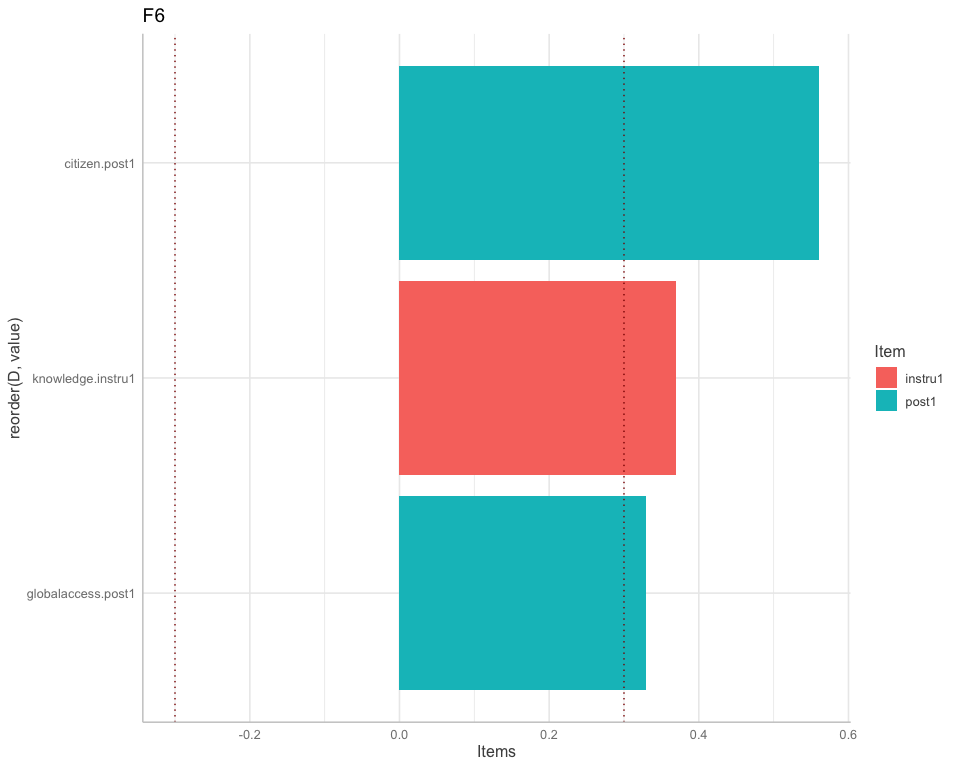 F6
reorder(D, value)
citizen.post1
knowledge.instru1
globalaccess.post1
-0.2 0.0 0.2 0.4 0.6
Items
Item
instru1
post1